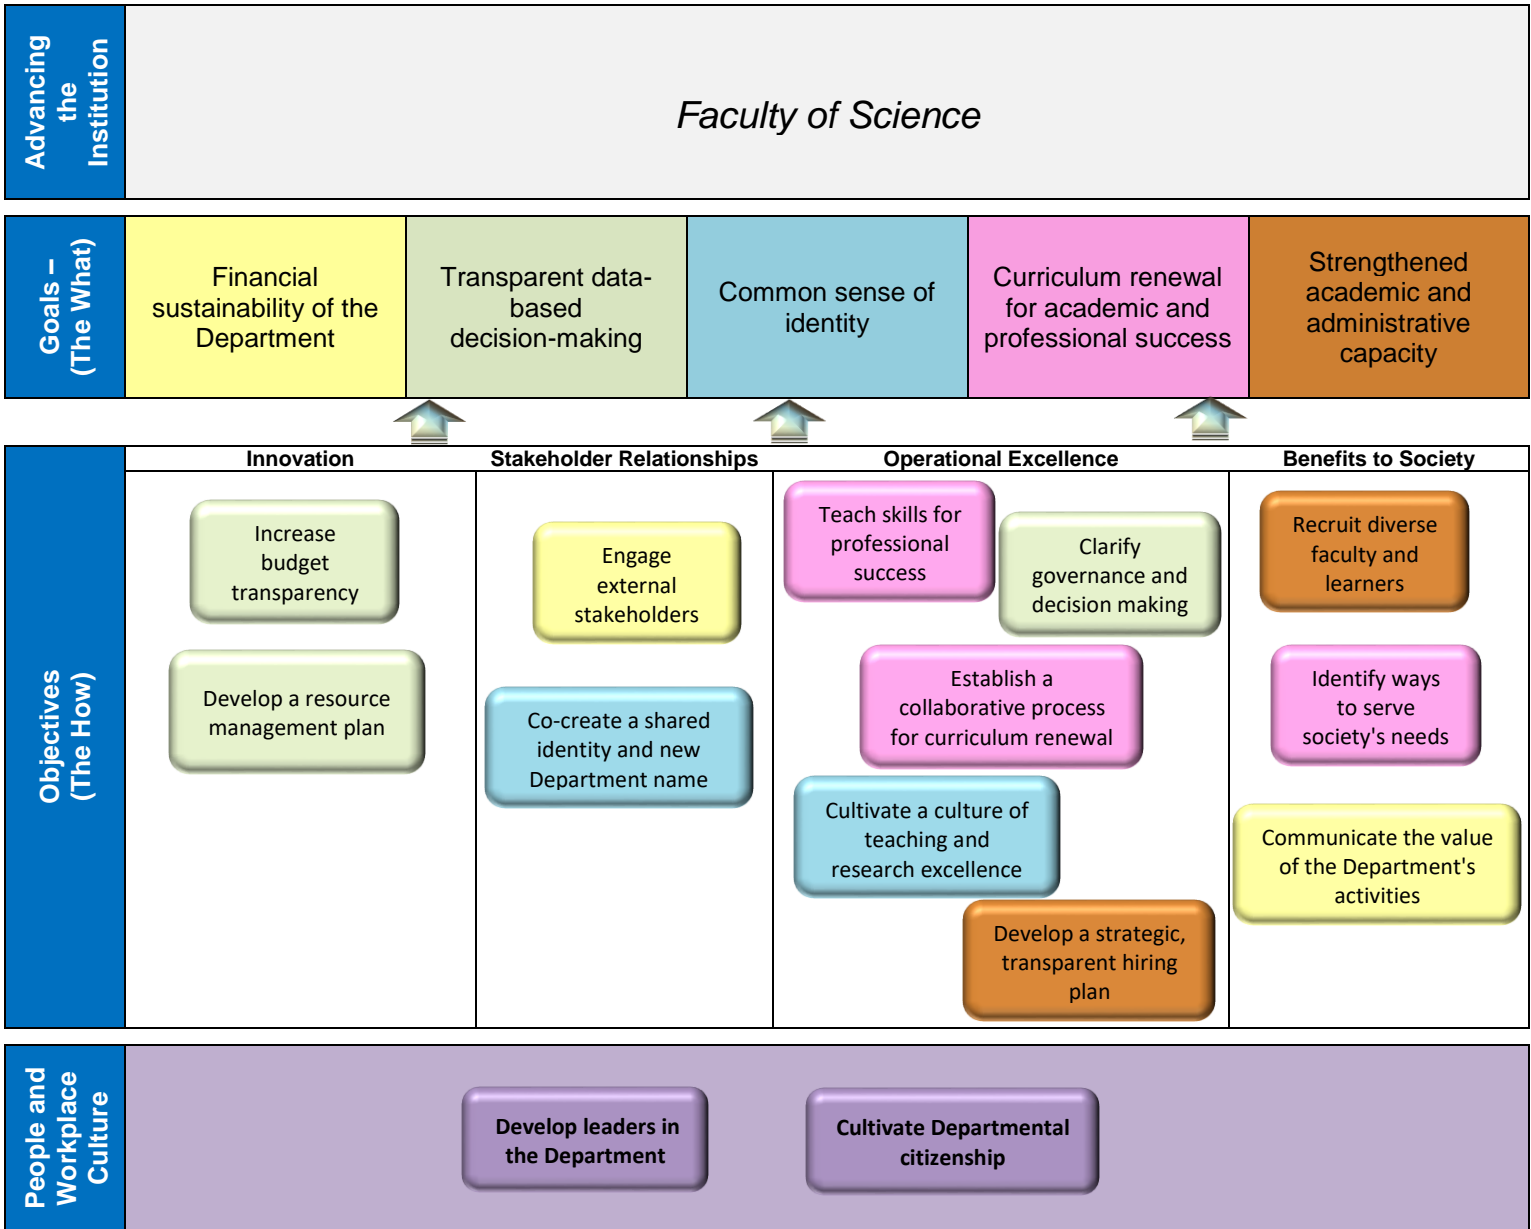 Advancing
the
Institution
Faculty of Science
Goals –
(The What)
Financial
sustainability of the
Department
Transparent data-
based
decision-making
Common sense of
identity
Curriculum renewal
for academic and
professional success
Strengthened
academic and
administrative
capacity
Objectives
(The How)
Innovation
Increase
budget
transparency
Develop a resource
management plan
Stakeholder Relationships
Engage
external
stakeholders
Co-create a shared
identity and new
Department name
Operational Excellence
Teach skills for
professional
success
Clarify
governance and
decision making
Establish a
collaborative process
for curriculum renewal
Cultivate a culture of
teaching and
research excellence
Develop a strategic,
transparent hiring
plan
Benefits to Society
Recruit diverse
faculty and
learners
Identify ways
to serve
society's needs
Communicate the value
of the Department's
activities
People and
Workplace
Culture
Develop leaders in
the Department
Cultivate Departmental
citizenship